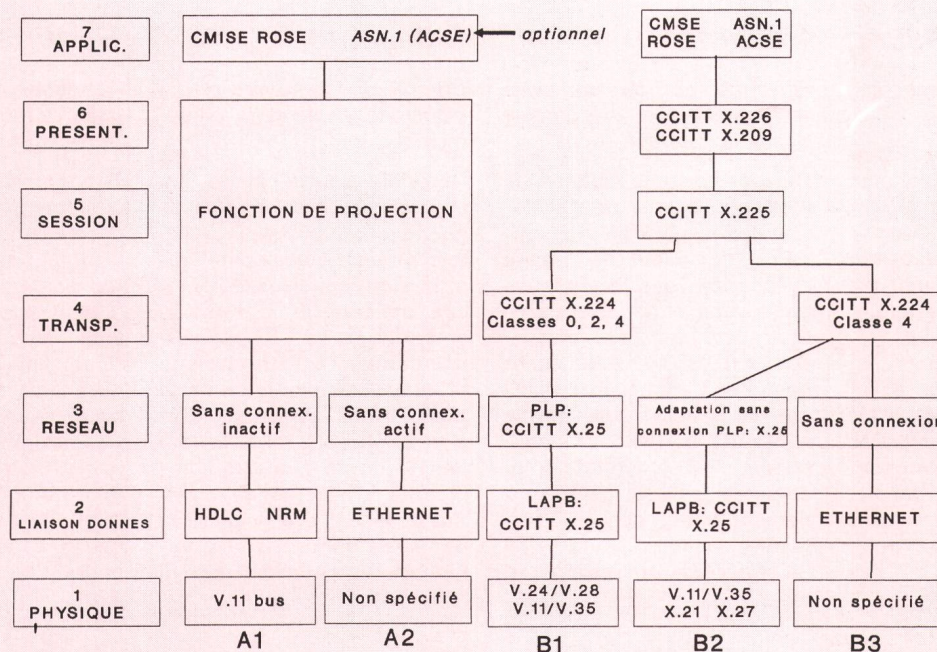 7
APPLIC.
CMISE ROSE ASN.1 (ACSE)
optionnel
CMSE ASN.1
ROSE ACSE
6
PRESENT.
CCITT X.226
CCITT X.209
5
SESSION
FONCTION DE PROJECTION
CCITT X.225
4
TRANSP.
CCITT X.224
Classes 0, 2, 4
CCITT X.224
Classe 4
3
RESEAU
Sans connex.
inactif
Sans connex.
actif
PLP:
CCITT X.25
Adaptation sans
connexion PLP: X.25
Sans connexion
2
LIAISON DONNES
HDLC NRM
ETHERNET
LAPB:
CCITT X.25
LAPB: CCITT
X.25
ETHERNET
1
PHYSIQUE
V.11 bus
Non spécifié
V.24/V.28
V.11/V.35
V.11/V.35
X.21 X.27
Non spécifié
A1 A2 B1 B2 B3